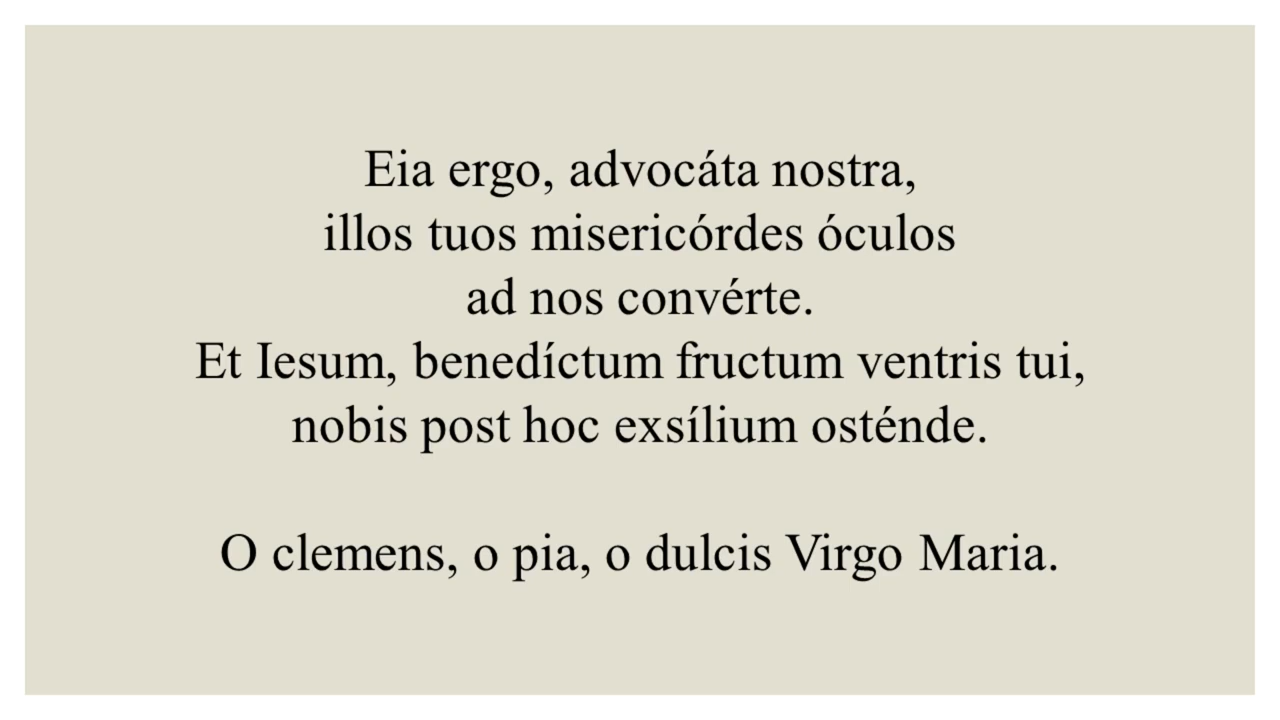 Eia ergo, advocáta nostra,
illos tuos misericórdes óculos
ad nos convérte.
Et Iesum, benedíctum fructum ventris tui,
nobis post hoc exsílium osténde.
O clemens, o pia, o dulcis Virgo Maria.